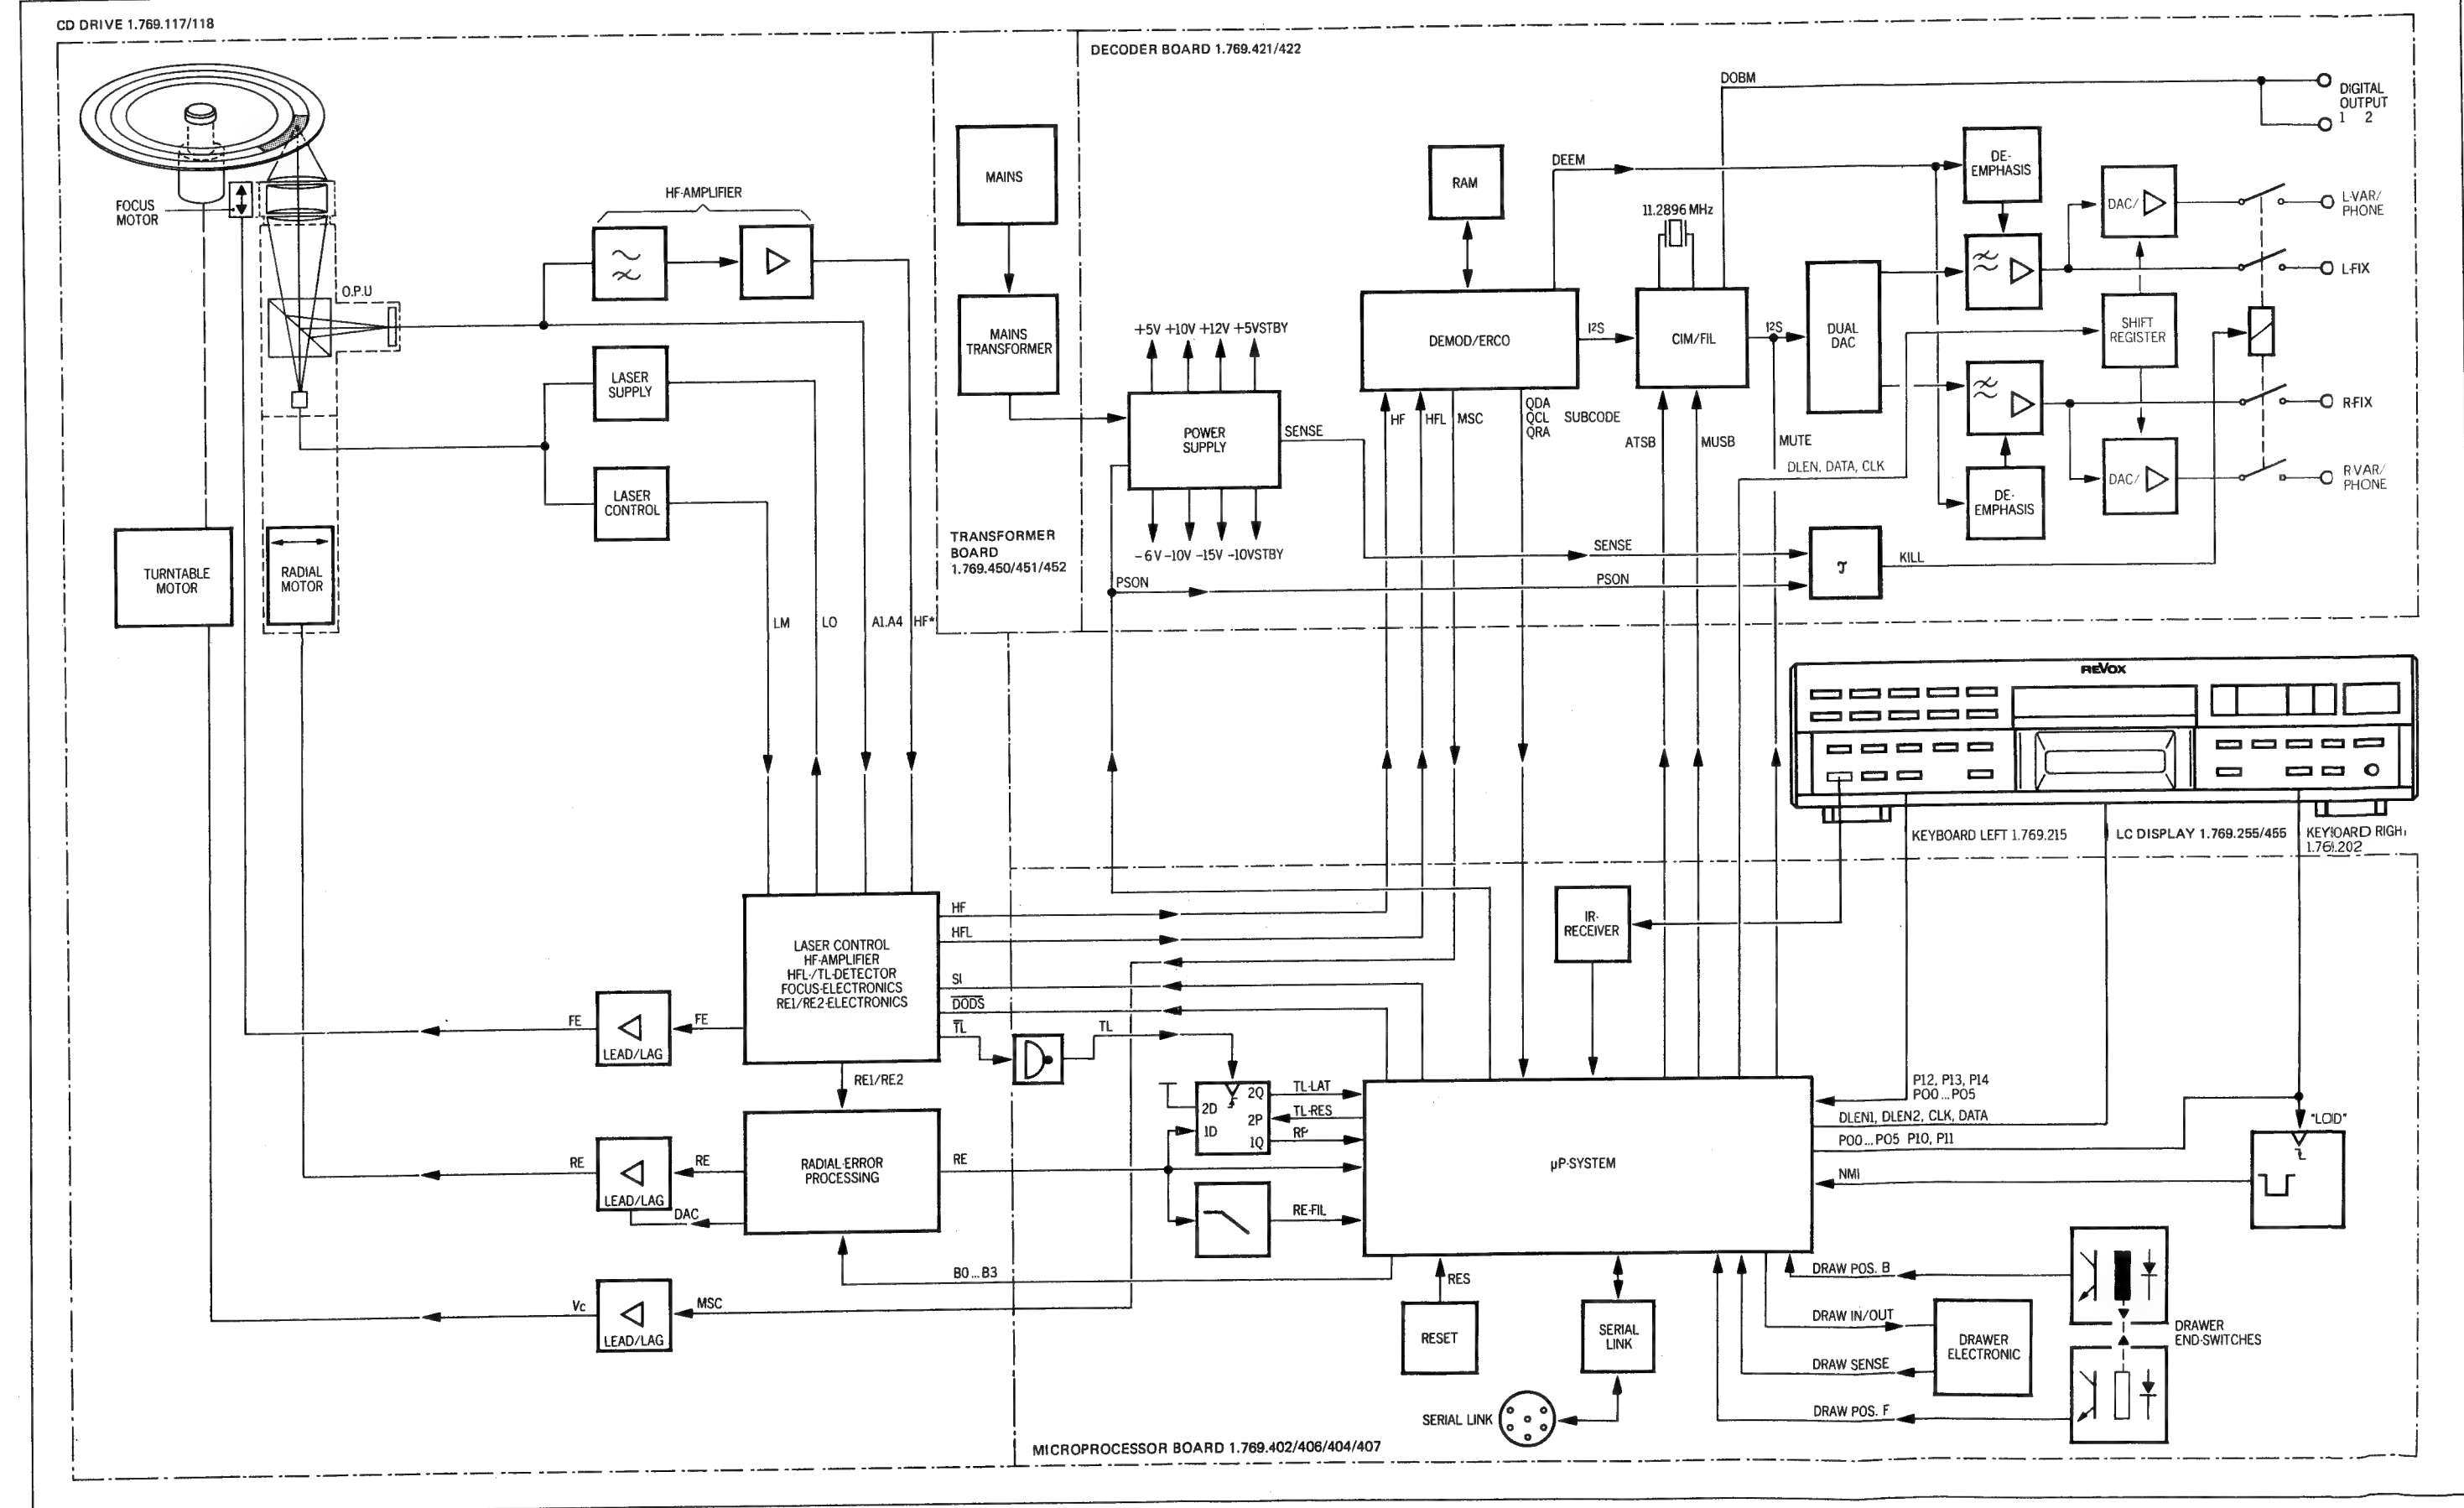 CD DRIVE 1.769.117/118
DECODER BOARD 1.769.421/422
DOBM
DIGITAL
OUTPUT
1 2
MAINS
RAM
DEEM
DE-
EMPHASIS
DAC/
L-VAR/
PHONE
FOCUS
MOTOR
HF-AMPLIFIER
11.2896 MHz
L-FIX
O.P.U
MAINS
TRANSFORMER
+5V +10V +12V +5VSTBY
DEMOD/ERCO
I²S
CIM/FIL
I²S
DUAL
DAC
SHIFT
REGISTER
LASER
SUPPLY
POWER
SUPPLY
SENSE
HF
HFL
MSC
QDA
QCL
QRA
SUBCODE
ATSB
MUSB
MUTE
DLEN, DATA, CLK
R-FIX
DAC/
R-VAR/
PHONE
DE-
EMPHASIS
LASER
CONTROL
TRANSFORMER
BOARD
1.769.450/451/452
-6V -10V -15V -10VSTBY
SENSE
PSON
PSON
τ
KILL
TURNTABLE
MOTOR
RADIAL
MOTOR
LM
LO
A1.A4
HF*
REVOX
KEYBOARD LEFT 1.769.215
LC DISPLAY 1.769.255/455
1.761.202
LASER CONTROL
HF-AMPLIFIER
HFL-/TL-DETECTOR
FOCUS-ELECTRONICS
RE1/RE2-ELECTRONICS
HF
HFL
SI
DODS
TL
TL
IR-
RECEIVER
FE
FE
LEAD/LAG
RE1/RE2
2D
1D
2Q
2P
1Q
TL-LAT
TL-RES
RP
P12, P13, P14
P00...P05
DLEN1, DLEN2, CLK, DATA
P00...P05 P10, P11
"LOID"
NMI
RADIAL-ERROR
PROCESSING
RE
RE
RE
LEAD/LAG
DAC
RE-FIL
µP-SYSTEM
B0...B3
Vc
MSC
LEAD/LAG
RES
RESET
SERIAL
LINK
SERIAL LINK
DRAW POS. B
DRAW IN/OUT
DRAW SENSE
DRAW POS. F
DRAWER
ELECTRONIC
DRAWER
END-SWITCHES
MICROPROCESSOR BOARD 1.769.402/406/404/407